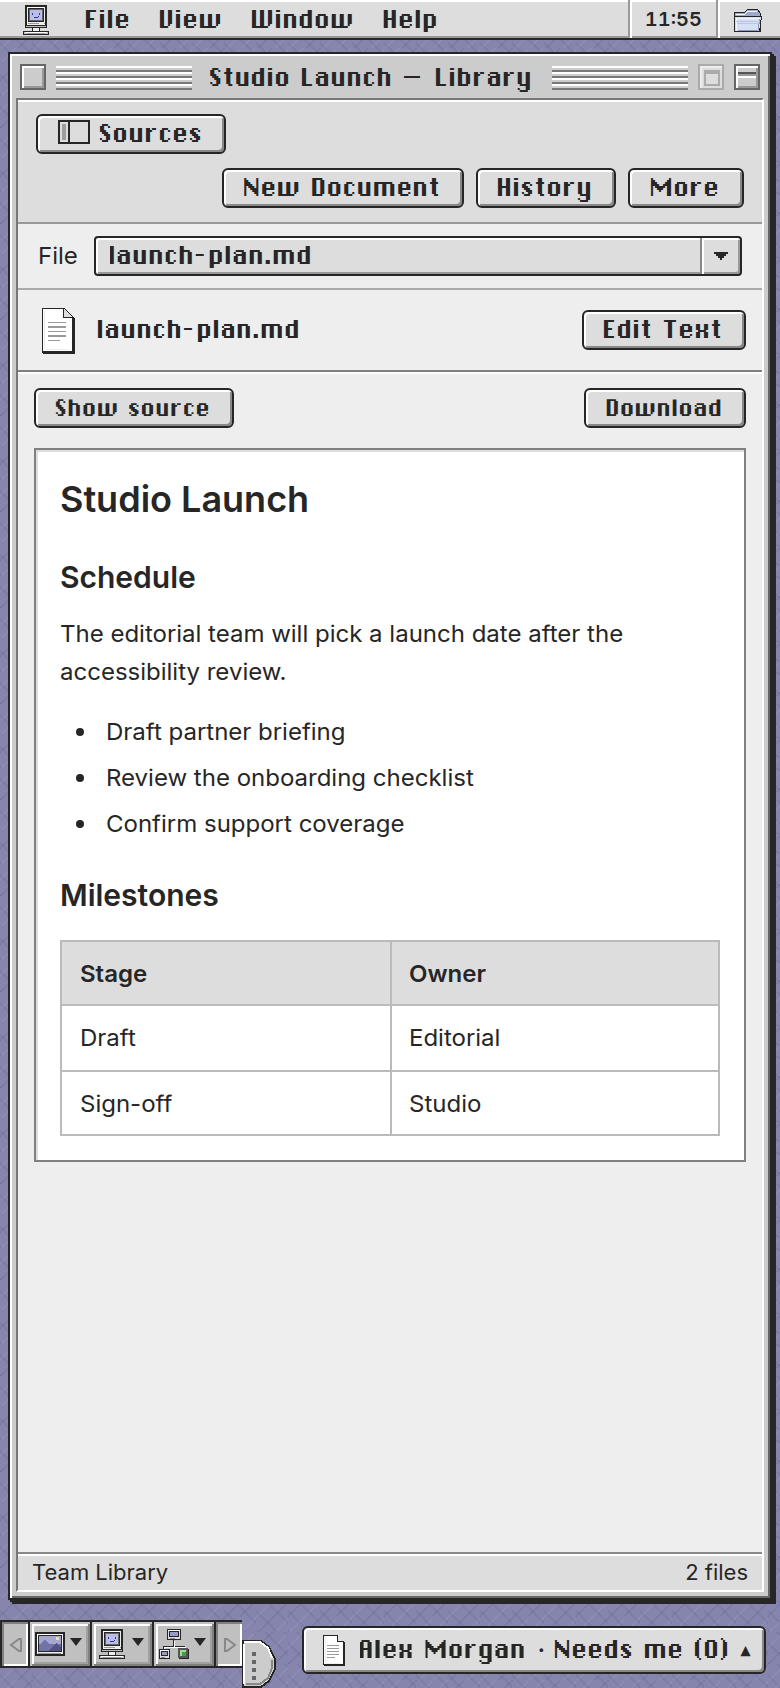 File View Window Help 11:55
Studio Launch – Library
Sources
New Document History More
File launch-plan.md
launch-plan.md Edit Text
Show source Download
Studio Launch
Schedule
The editorial team will pick a launch date after the
accessibility review.
• Draft partner briefing
• Review the onboarding checklist
• Confirm support coverage
Milestones
Stage Owner
Draft Editorial
Sign-off Studio
Team Library 2 files
Alex Morgan · Needs me (0) ▲